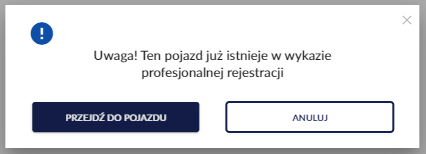 Uwaga! Ten pojazd już istnieje w wykazie
profesjonalnej rejestracji
PRZEJDŹ DO POJAZDU
ANULUJ